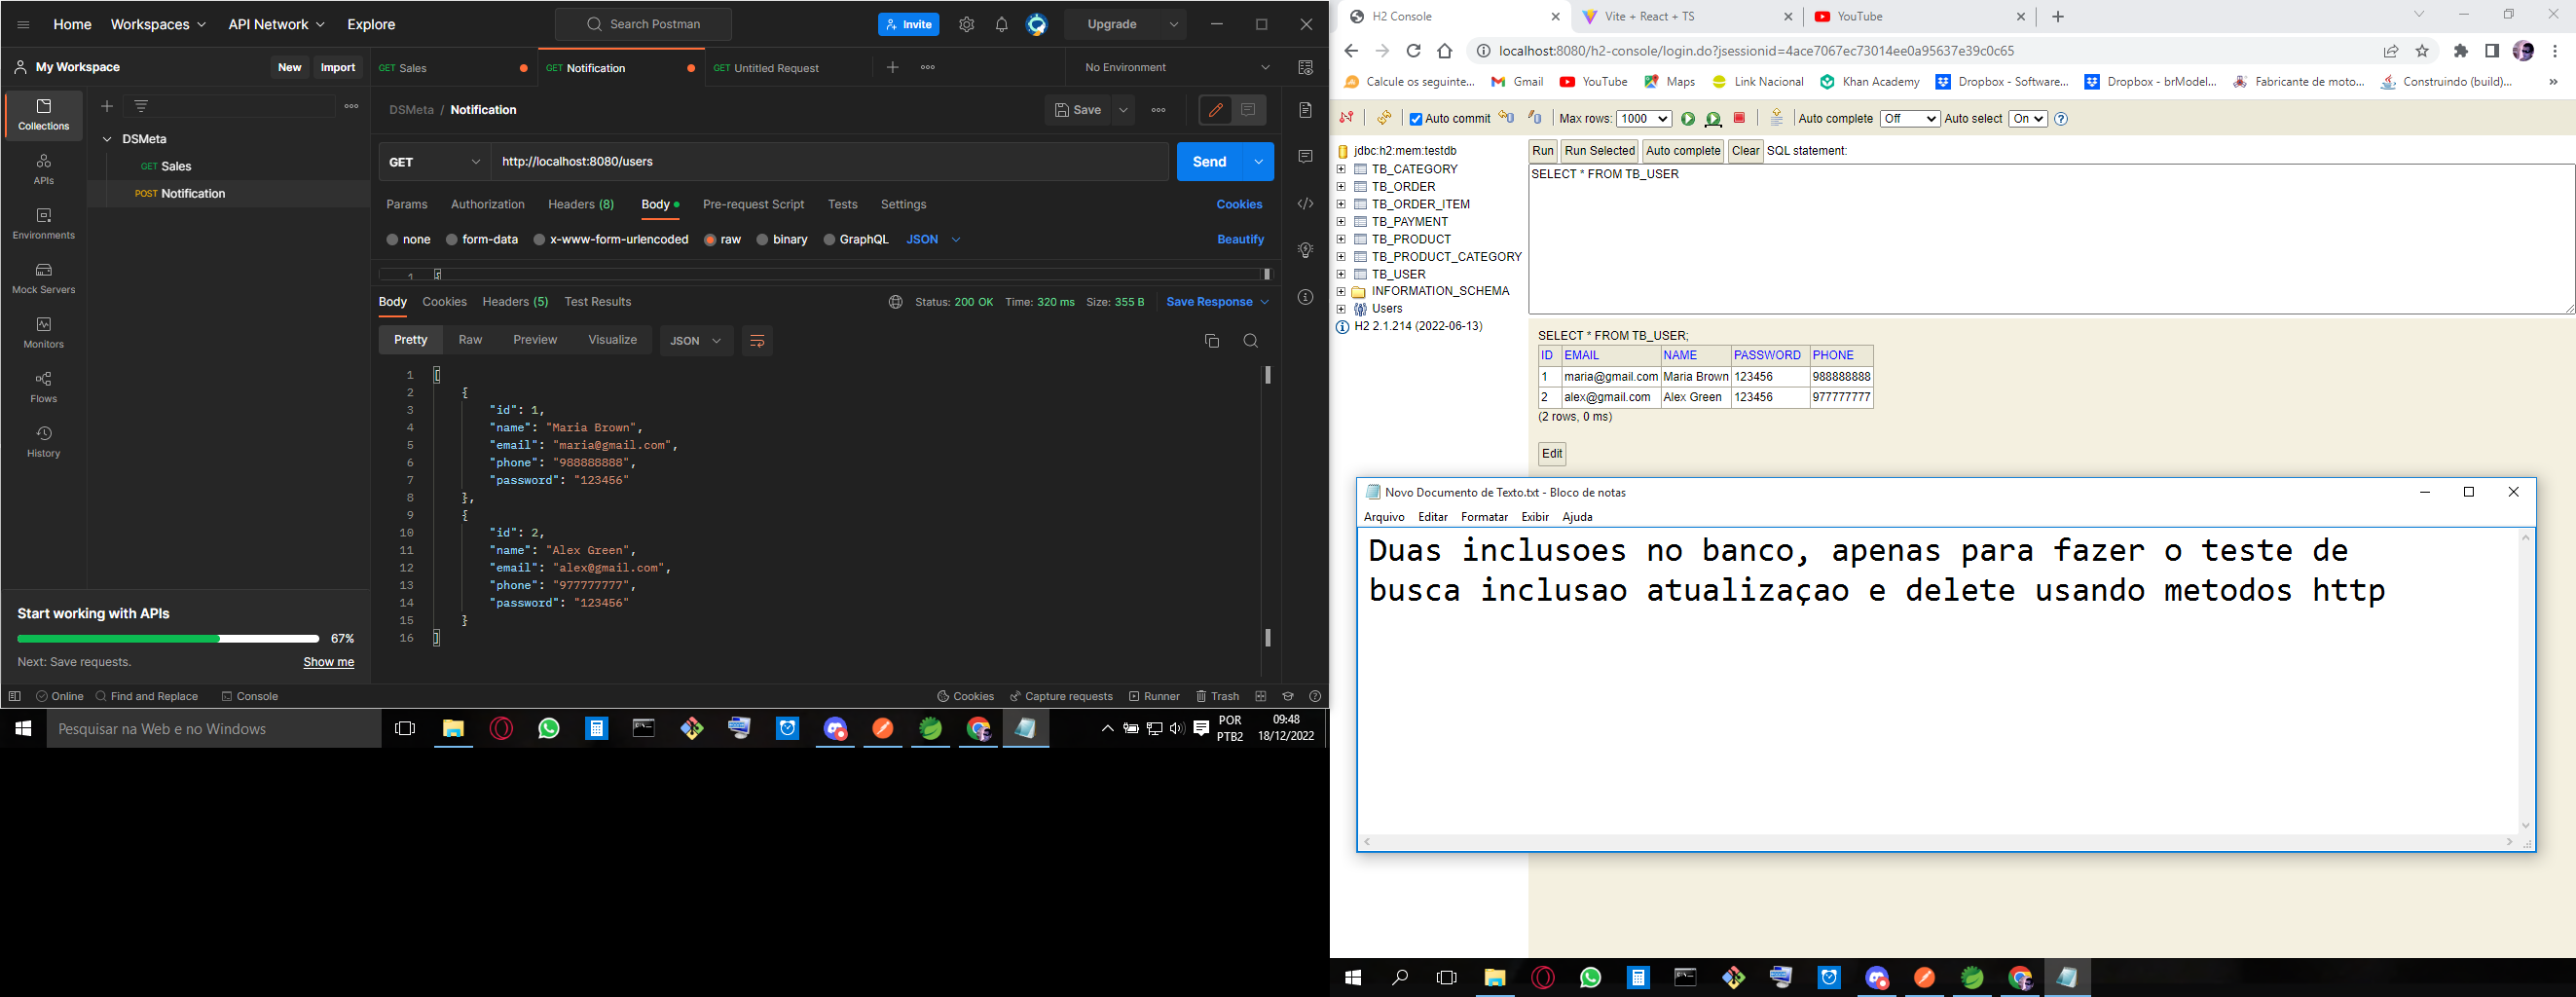 Home Workspaces API Network Explore Search Postman Invite Upgrade
My Workspace New Import GET Sales GET Notification GET Untitled Request No Environment
Collections
APIs
Environments
Mock Servers
Monitors
Flows
History
DSMeta
GET Sales
POST Notification
Start working with APIs
67%
Next: Save requests. Show me
DSMeta / Notification Save
GET http://localhost:8080/users Send
Params Authorization Headers (8) Body Pre-request Script Tests Settings Cookies
none form-data x-www-form-urlencoded raw binary GraphQL JSON Beautify
1 {
Body Cookies Headers (5) Test Results Status: 200 OK Time: 320 ms Size: 355 B Save Response
Pretty Raw Preview Visualize JSON
1 [
2 {
3 "id": 1,
4 "name": "Maria Brown",
5 "email": "maria@gmail.com",
6 "phone": "988888888",
7 "password": "123456"
8 },
9 {
10 "id": 2,
11 "name": "Alex Green",
12 "email": "alex@gmail.com",
13 "phone": "977777777",
14 "password": "123456"
15 }
16 ]
Online Find and Replace Console Cookies Capture requests Runner Trash
Pesquisar na Web e no Windows
POR
PTB2
09:48
18/12/2022
H2 Console Vite + React + TS YouTube
localhost:8080/h2-console/login.do?jsessionid=4ace7067ec73014ee0a95637e39c0c65
Calcule os seguinte... Gmail YouTube Maps Link Nacional Khan Academy Dropbox - Software... Dropbox - brModel... Fabricante de moto... Construindo (build)... »
Auto commit Max rows: 1000 Auto complete Off Auto select On
jdbc:h2:mem:testdb
TB_CATEGORY
TB_ORDER
TB_ORDER_ITEM
TB_PAYMENT
TB_PRODUCT
TB_PRODUCT_CATEGORY
TB_USER
INFORMATION_SCHEMA
Users
H2 2.1.214 (2022-06-13)
Run Run Selected Auto complete Clear SQL statement:
SELECT * FROM TB_USER
SELECT * FROM TB_USER;
ID EMAIL NAME PASSWORD PHONE
1 maria@gmail.com Maria Brown 123456 988888888
2 alex@gmail.com Alex Green 123456 977777777
(2 rows, 0 ms)
Edit
Novo Documento de Texto.txt - Bloco de notas
Arquivo Editar Formatar Exibir Ajuda
Duas inclusoes no banco, apenas para fazer o teste de
busca inclusao atualizaçao e delete usando metodos http